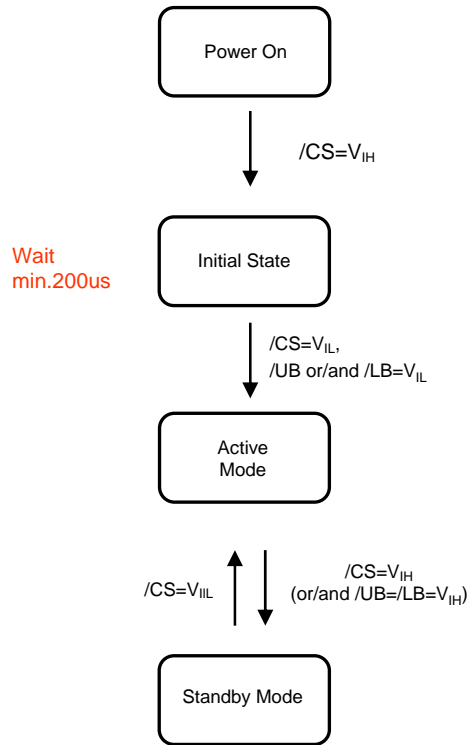 Power On
/CS=VIH
Wait
min.200us
Initial State
/CS=VIL,
/UB or/and /LB=VIL
Active
Mode
/CS=VIIL
/CS=VIH
(or/and /UB=/LB=VIH)
Standby Mode